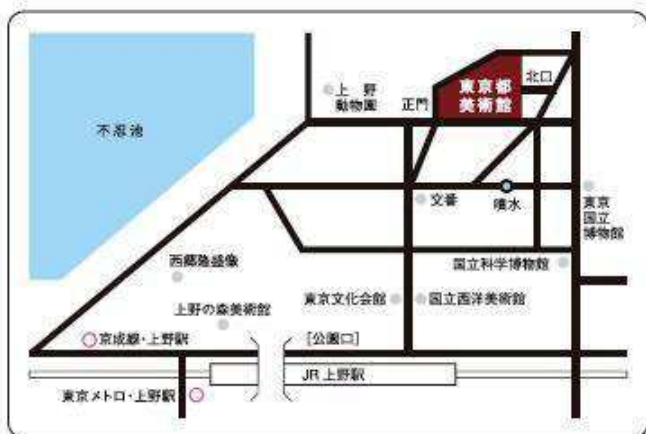 東京都
美術館
北口
上 野
動物園
正門
不忍池
交番
噴水
東京
国立
博物館
西郷隆盛像
国立科学博物館
上野の森美術館
東京文化会館
国立西洋美術館
京成線・上野駅
[公園口]
JR 上野駅
東京メトロ・上野駅